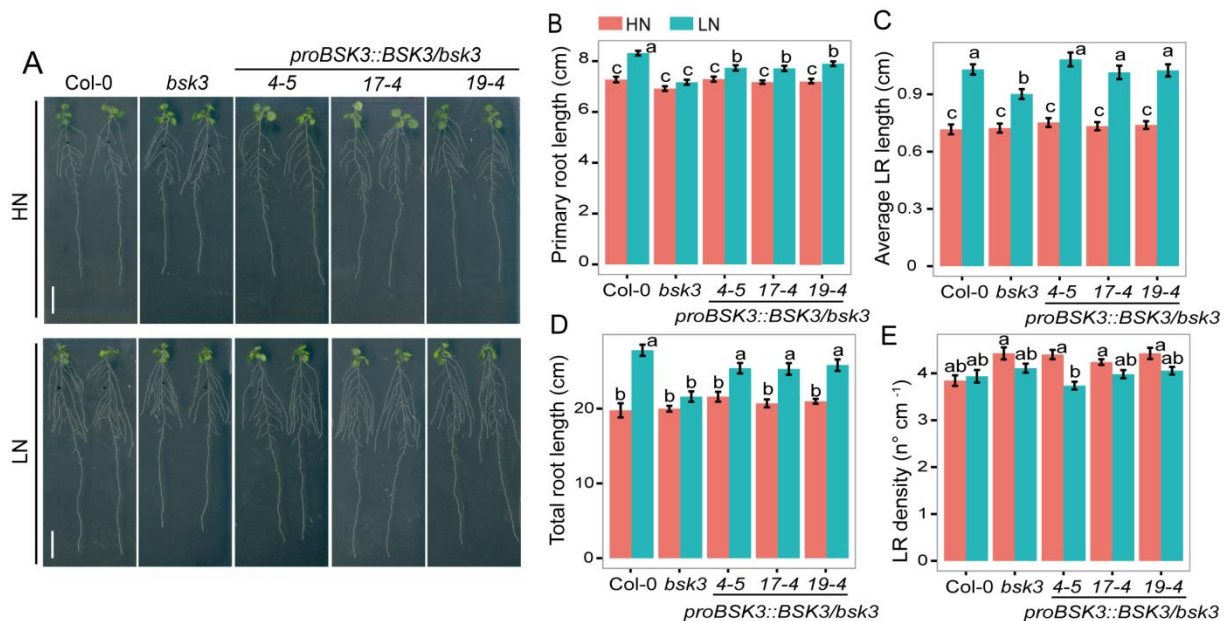 A
proBSK3::BSK3/bsk3
Col-0 bsk3 4-5 17-4 19-4
HN
LN
B HN LN
Primary root length (cm)
8
6
4
2
0
c a c c c b c b c b
Col-0 bsk3 4-5 17-4 19-4
proBSK3::BSK3/bsk3
C
Average LR length (cm)
0.9
0.6
0.3
0
c a c b c a c a c a
Col-0 bsk3 4-5 17-4 19-4
proBSK3::BSK3/bsk3
D
Total root length (cm)
20
10
0
b a b b b a b a b a
Col-0 bsk3 4-5 17-4 19-4
proBSK3::BSK3/bsk3
E
LR density (n° cm -1)
4
2
0
ab ab a ab a b a ab a ab
Col-0 bsk3 4-5 17-4 19-4
proBSK3::BSK3/bsk3